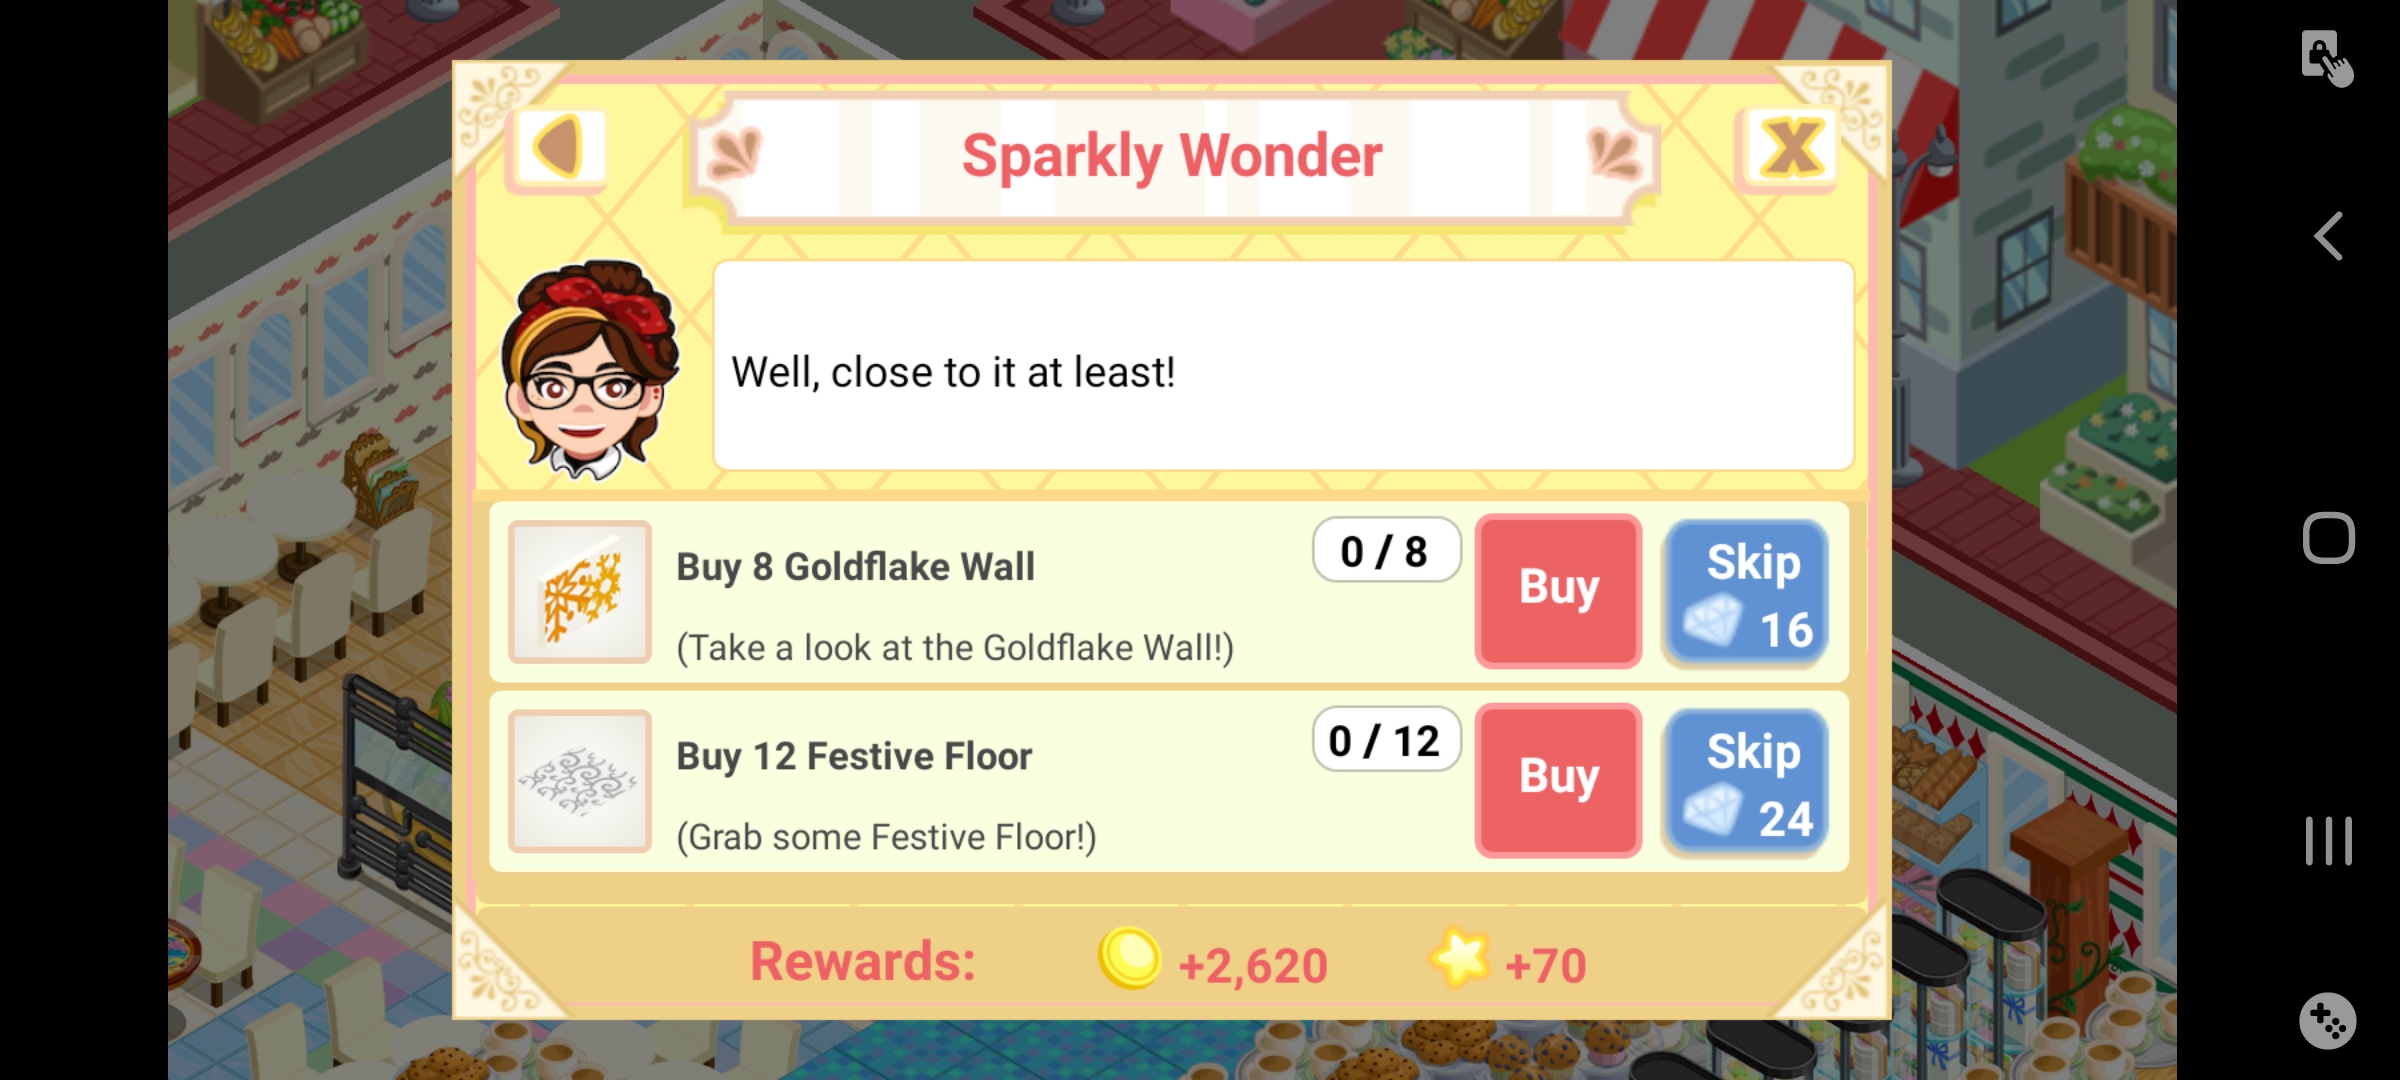 Sparkly Wonder
Well, close to it at least!
Buy 8 Goldflake Wall
0 / 8
Buy
Skip
16
(Take a look at the Goldflake Wall!)
Buy 12 Festive Floor
0 / 12
Buy
Skip
24
(Grab some Festive Floor!)
Rewards: +2,620 +70